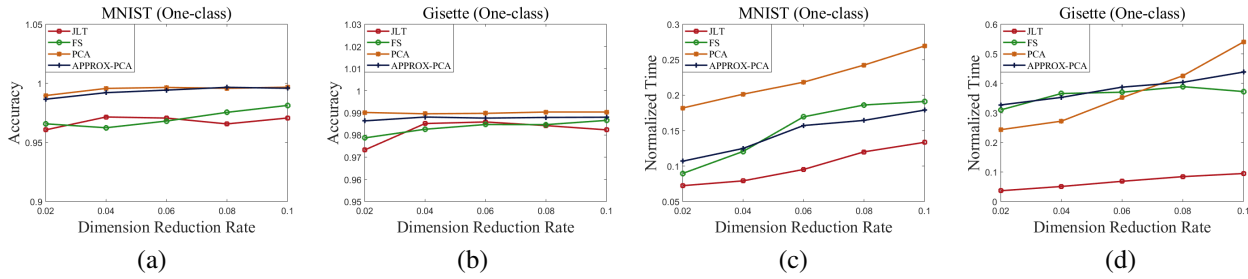 MNIST (One-class)
1.05
1
0.95
0.9
Accuracy
JLT
FS
PCA
APPROX-PCA
0.02
0.04
0.06
0.08
0.1
Dimension Reduction Rate
(a)
Gisette (One-class)
1.03
1.02
1.01
1
0.99
0.98
0.97
0.96
0.95
Accuracy
JLT
FS
PCA
APPROX-PCA
0.02
0.04
0.06
0.08
0.1
Dimension Reduction Rate
(b)
MNIST (One-class)
0.3
0.25
0.2
0.15
0.1
0.05
Normalized Time
JLT
FS
PCA
APPROX-PCA
0.02
0.04
0.06
0.08
0.1
Dimension Reduction Rate
(c)
Gisette (One-class)
0.6
0.5
0.4
0.3
0.2
0.1
0
Normalized Time
JLT
FS
PCA
APPROX-PCA
0.02
0.04
0.06
0.08
0.1
Dimension Reduction Rate
(d)